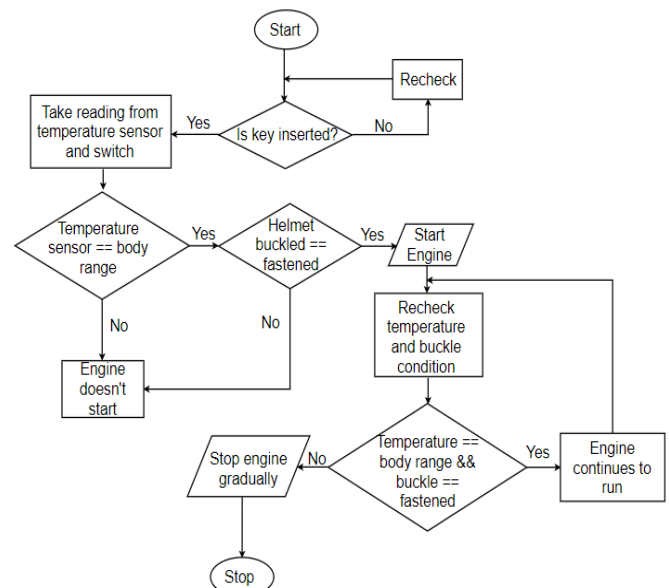 Start
Recheck
Take reading from
temperature sensor
and switch
Yes
Is key inserted?
No
Temperature
sensor == body
range
Yes
Helmet
buckled ==
fastened
Yes
Start
Engine
No
No
Recheck
temperature
and buckle
condition
Engine
doesn't
start
Stop engine
gradually
No
Temperature ==
body range &&
buckle ==
fastened
Yes
Engine
continues to
run
Stop